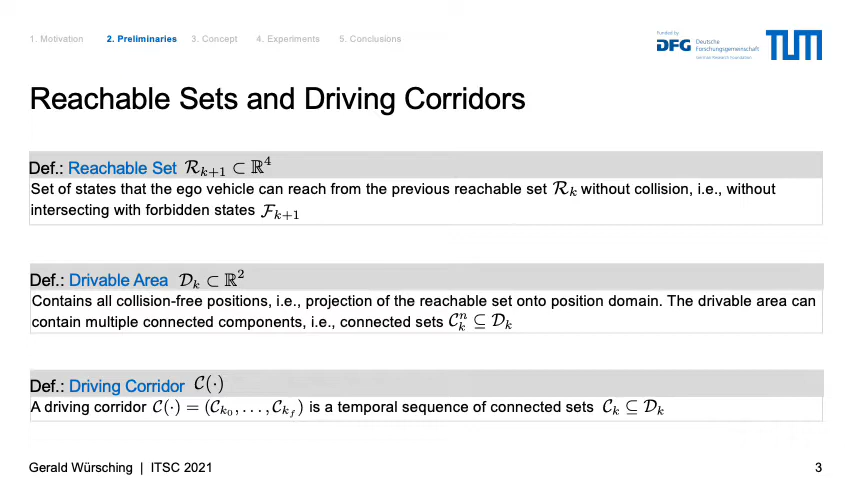 1. Motivation 2. Preliminaries 3. Concept 4. Experiments 5. Conclusions
Funded by
DFG Deutsche
Forschungsgemeinschaft
German Research Foundation
TUM
Reachable Sets and Driving Corridors
Def.: Reachable Set ℛₖ₊₁ ⊂ ℝ⁴
Set of states that the ego vehicle can reach from the previous reachable set ℛₖ without collision, i.e., without
intersecting with forbidden states ℱₖ₊₁
Def.: Drivable Area 𝒟ₖ ⊂ ℝ²
Contains all collision-free positions, i.e., projection of the reachable set onto position domain. The drivable area can
contain multiple connected components, i.e., connected sets 𝒞ₖⁿ ⊆ 𝒟ₖ
Def.: Driving Corridor 𝒞(·)
A driving corridor 𝒞(·) = (𝒞_{k₀}, . . . , 𝒞_{k_f}) is a temporal sequence of connected sets 𝒞ₖ ⊆ 𝒟ₖ
Gerald Würsching | ITSC 2021 3